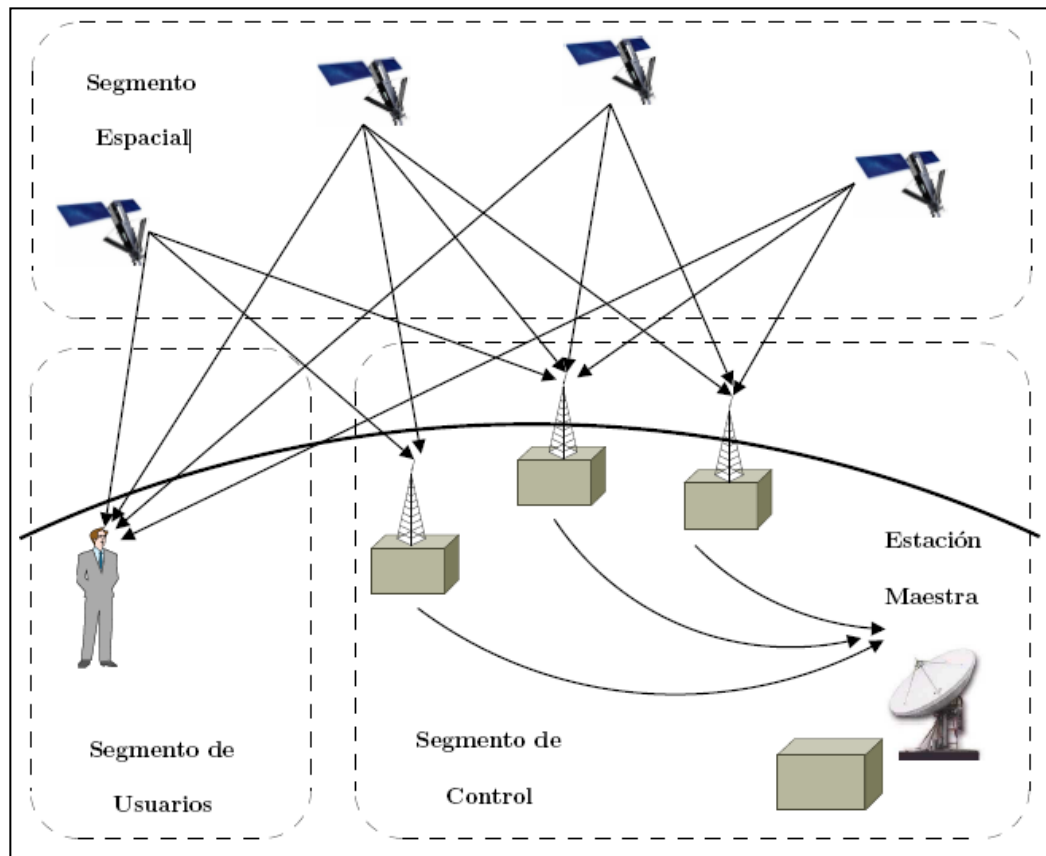 Segmento
Espacial
Estación
Maestra
Segmento de
Usuarios
Segmento de
Control